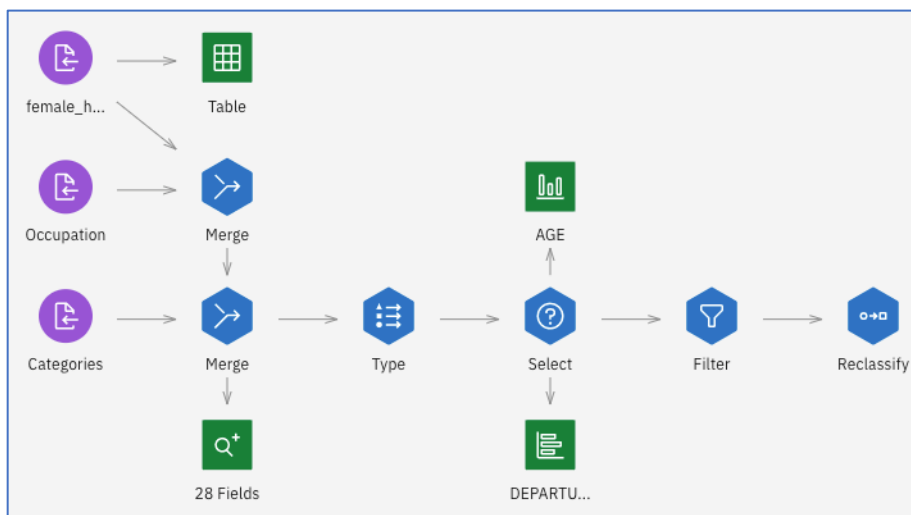 female_h...
Table
Occupation
Merge
AGE
Categories
Merge
Type
Select
Filter
Reclassify
28 Fields
DEPARTU...